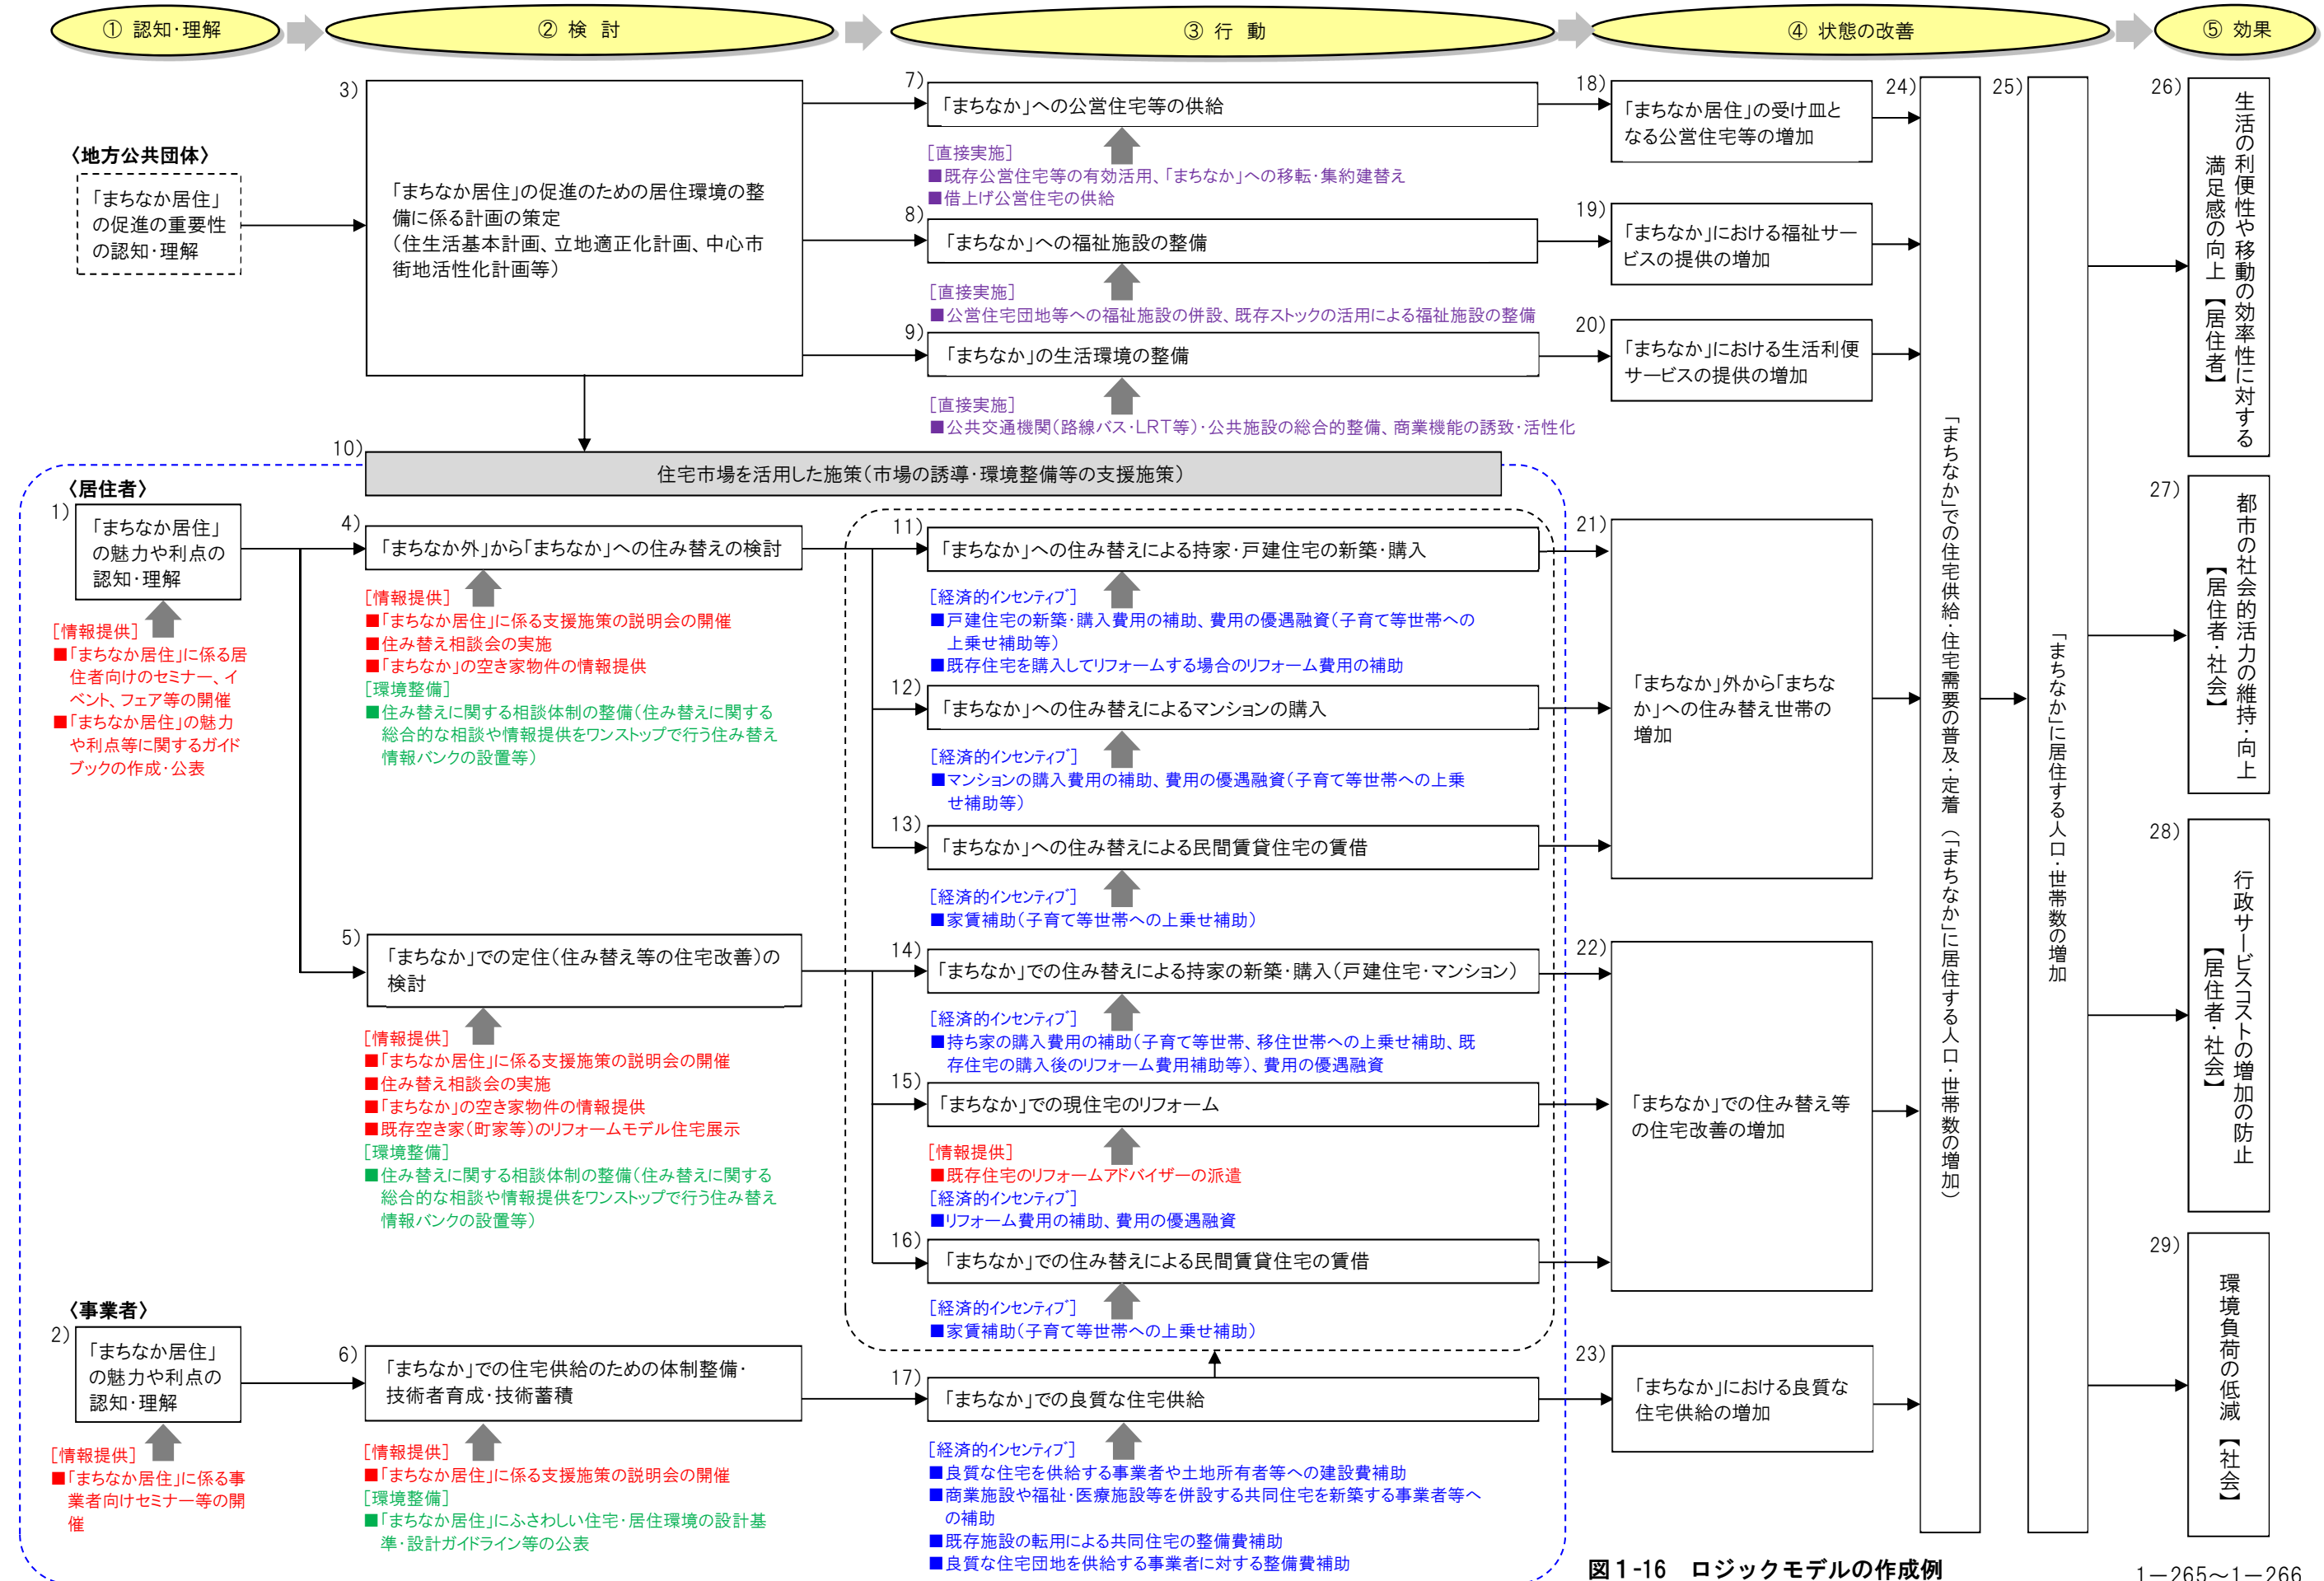 ① 認知・理解
② 検 討
③ 行 動
④ 状態の改善
⑤ 効果
〈地方公共団体〉
「まちなか居住」
の促進の重要性
の認知・理解
3)
「まちなか居住」の促進のための居住環境の整
備に係る計画の策定
（住生活基本計画、立地適正化計画、中心市
街地活性化計画等）
7)
「まちなか」への公営住宅等の供給
［直接実施］
■既存公営住宅等の有効活用、「まちなか」への移転・集約建替え
■借上げ公営住宅の供給
8)
「まちなか」への福祉施設の整備
［直接実施］
■公営住宅団地等への福祉施設の併設、既存ストックの活用による福祉施設の整備
9)
「まちなか」の生活環境の整備
［直接実施］
■公共交通機関（路線バス・LRT等）・公共施設の総合的整備、商業機能の誘致・活性化
18)
「まちなか居住」の受け皿と
なる公営住宅等の増加
19)
「まちなか」における福祉サー
ビスの提供の増加
20)
「まちなか」における生活利便
サービスの提供の増加
10)
住宅市場を活用した施策（市場の誘導・環境整備等の支援施策）
〈居住者〉
1)
「まちなか居住」
の魅力や利点の
認知・理解
［情報提供］
■「まちなか居住」に係る居
住者向けのセミナー、イ
ベント、フェア等の開催
■「まちなか居住」の魅力
や利点等に関するガイド
ブックの作成・公表
4)
「まちなか外」から「まちなか」への住み替えの検討
［情報提供］
■「まちなか居住」に係る支援施策の説明会の開催
■住み替え相談会の実施
■「まちなか」の空き家物件の情報提供
［環境整備］
■住み替えに関する相談体制の整備（住み替えに関する
総合的な相談や情報提供をワンストップで行う住み替え
情報バンクの設置等）
5)
「まちなか」での定住（住み替え等の住宅改善）の
検討
［情報提供］
■「まちなか居住」に係る支援施策の説明会の開催
■住み替え相談会の実施
■「まちなか」の空き家物件の情報提供
■既存空き家（町家等）のリフォームモデル住宅展示
［環境整備］
■住み替えに関する相談体制の整備（住み替えに関する
総合的な相談や情報提供をワンストップで行う住み替え
情報バンクの設置等）
11)
「まちなか」への住み替えによる持家・戸建住宅の新築・購入
［経済的インセンティブ］
■戸建住宅の新築・購入費用の補助、費用の優遇融資（子育て等世帯への
上乗せ補助等）
■既存住宅を購入してリフォームする場合のリフォーム費用の補助
12)
「まちなか」への住み替えによるマンションの購入
［経済的インセンティブ］
■マンションの購入費用の補助、費用の優遇融資（子育て等世帯への上乗
せ補助等）
13)
「まちなか」への住み替えによる民間賃貸住宅の賃借
［経済的インセンティブ］
■家賃補助（子育て等世帯への上乗せ補助）
14)
「まちなか」での住み替えによる持家の新築・購入（戸建住宅・マンション）
［経済的インセンティブ］
■持ち家の購入費用の補助（子育て等世帯、移住世帯への上乗せ補助、既
存住宅の購入後のリフォーム費用補助等）、費用の優遇融資
15)
「まちなか」での現住宅のリフォーム
［情報提供］
■既存住宅のリフォームアドバイザーの派遣
［経済的インセンティブ］
■リフォーム費用の補助、費用の優遇融資
16)
「まちなか」での住み替えによる民間賃貸住宅の賃借
［経済的インセンティブ］
■家賃補助（子育て等世帯への上乗せ補助）
21)
「まちなか」外から「まちな
か」への住み替え世帯の
増加
22)
「まちなか」での住み替え等
の住宅改善の増加
〈事業者〉
2)
「まちなか居住」
の魅力や利点の
認知・理解
［情報提供］
■「まちなか居住」に係る事
業者向けセミナー等の開
催
6)
「まちなか」での住宅供給のための体制整備・
技術者育成・技術蓄積
［情報提供］
■「まちなか居住」に係る支援施策の説明会の開催
［環境整備］
■「まちなか居住」にふさわしい住宅・居住環境の設計基
準・設計ガイドライン等の公表
17)
「まちなか」での良質な住宅供給
［経済的インセンティブ］
■良質な住宅を供給する事業者や土地所有者等への建設費補助
■商業施設や福祉・医療施設等を併設する共同住宅を新築する事業者等へ
の補助
■既存施設の転用による共同住宅の整備費補助
■良質な住宅団地を供給する事業者に対する整備費補助
23)
「まちなか」における良質な
住宅供給の増加
24)
「まちなか」での住宅供給・住宅需要の普及・定着（「まちなか」に居住する人口・世帯数の増加）
25)
「まちなか」に居住する人口・世帯数の増加
26)
生活の利便性や移動の効率性に対する
満足感の向上【居住者】
27)
都市の社会的活力の維持・向上
【居住者・社会】
28)
行政サービスコストの増加の防止
【居住者・社会】
29)
環境負荷の低減【社会】
図１-16 ロジックモデルの作成例
1－265～1－266